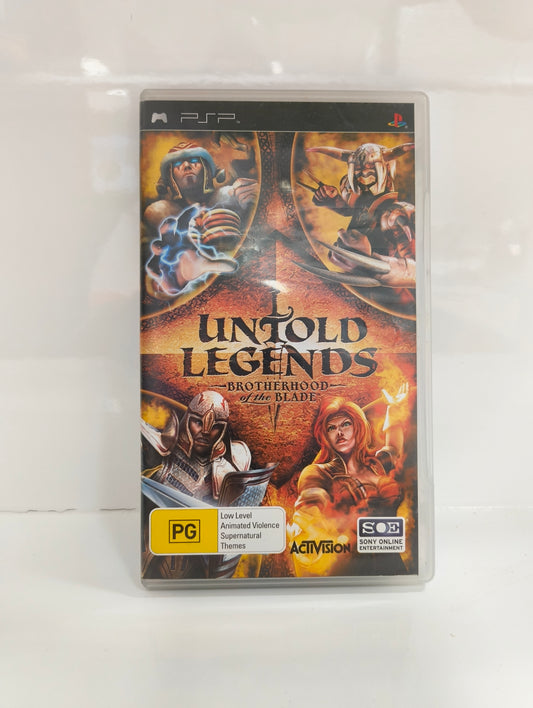 PSP
UNTOLD
LEGENDS
BROTHERHOOD
of the BLADE
PG
Low Level
Animated Violence
Supernatural
Themes
ACTIVISION
SOE
SONY ONLINE
ENTERTAINMENT